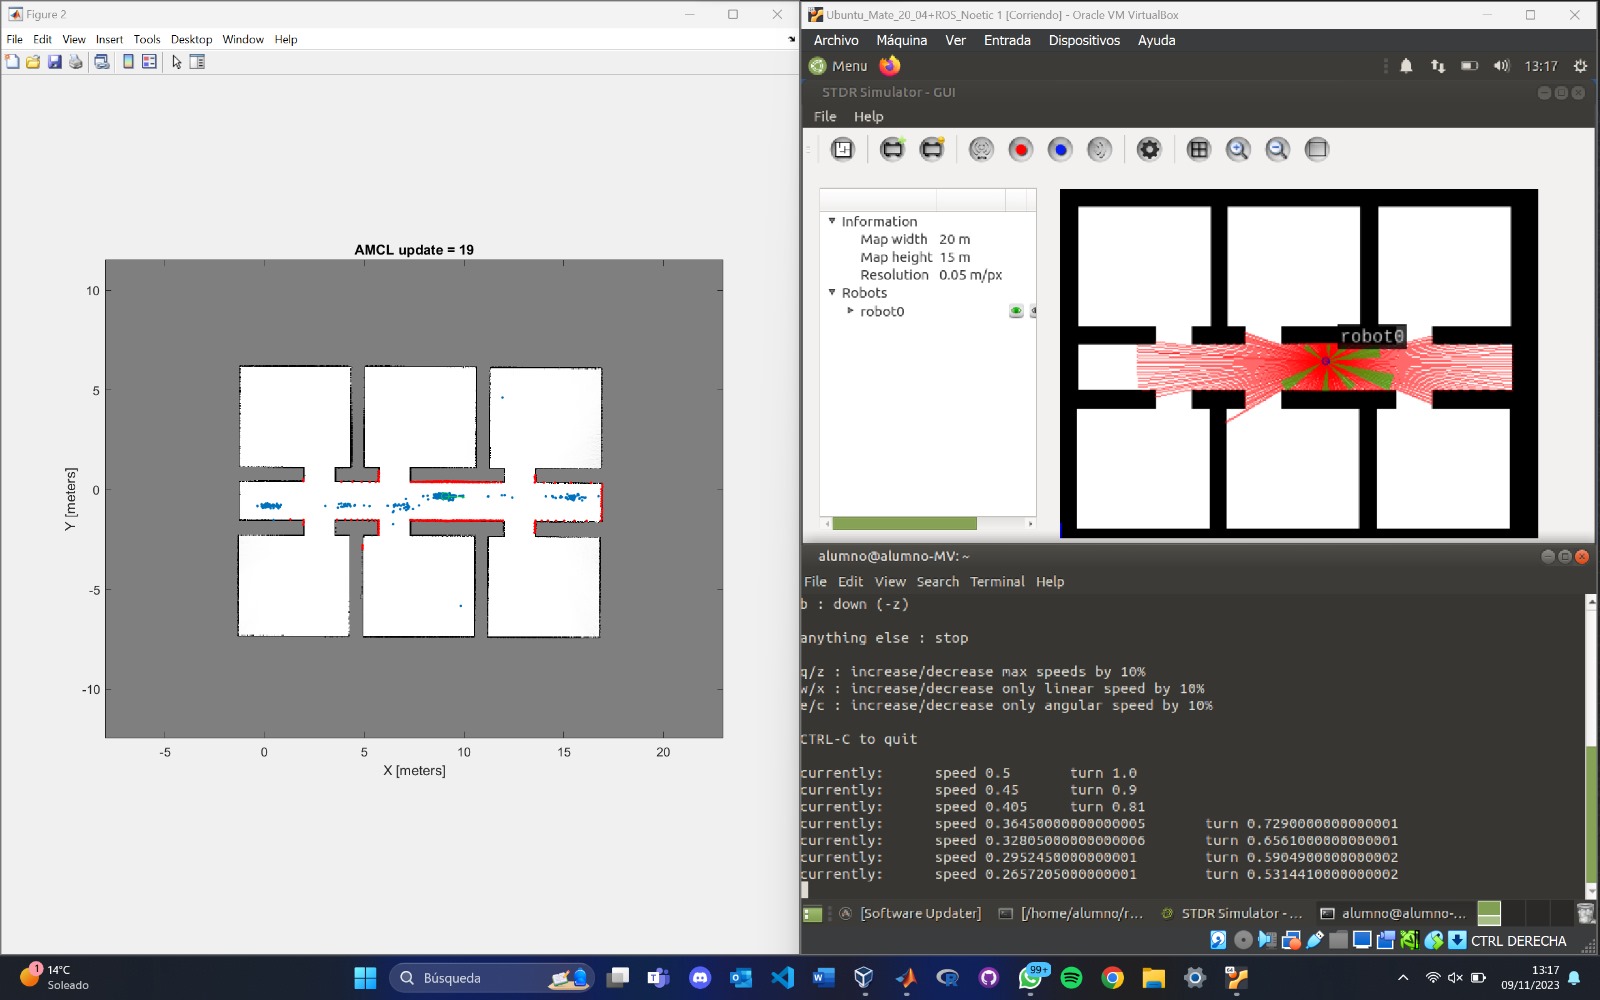 Figure 2
File Edit View Insert Tools Desktop Window Help
AMCL update = 19
10
5
0
-5
-10
Y [meters]
-5 0 5 10 15 20
X [meters]
Ubuntu_Mate_20_04+ROS_Noetic 1 [Corriendo] - Oracle VM VirtualBox
Archivo Máquina Ver Entrada Dispositivos Ayuda
Menu 13:17
STDR Simulator - GUI
File Help
Information
Map width 20 m
Map height 15 m
Resolution 0.05 m/px
Robots
robot0
robot0
alumno@alumno-MV: ~
File Edit View Search Terminal Help
b : down (-z)
anything else : stop
q/z : increase/decrease max speeds by 10%
w/x : increase/decrease only linear speed by 10%
e/c : increase/decrease only angular speed by 10%
CTRL-C to quit
currently: speed 0.5 turn 1.0
currently: speed 0.45 turn 0.9
currently: speed 0.405 turn 0.81
currently: speed 0.36450000000000005 turn 0.7290000000000001
currently: speed 0.32805000000000006 turn 0.6561000000000001
currently: speed 0.2952450000000001 turn 0.5904900000000002
currently: speed 0.2657205000000001 turn 0.5314410000000002
[Software Updater] [/home/alumno/r... STDR Simulator - ... alumno@alumno-...
CTRL DERECHA
1
14°C
Soleado
Búsqueda
99+
13:17
09/11/2023